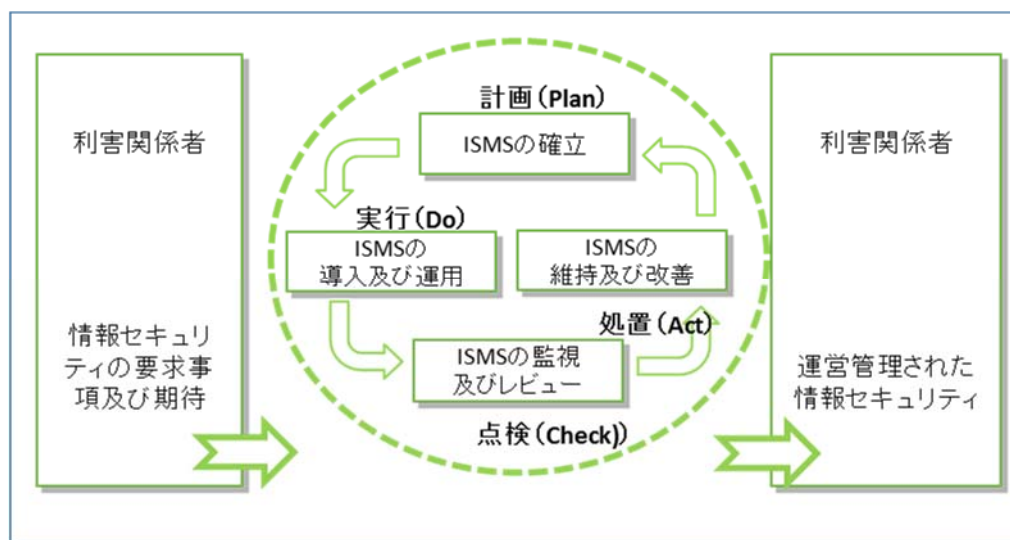 利害関係者
情報セキュリ
ティの要求事
項及び期待
計画(Plan)
ISMSの確立
実行(Do)
ISMSの
導入及び運用
ISMSの
維持及び改善
処置(Act)
ISMSの監視
及びレビュー
点検(Check))
利害関係者
運営管理された
情報セキュリティ